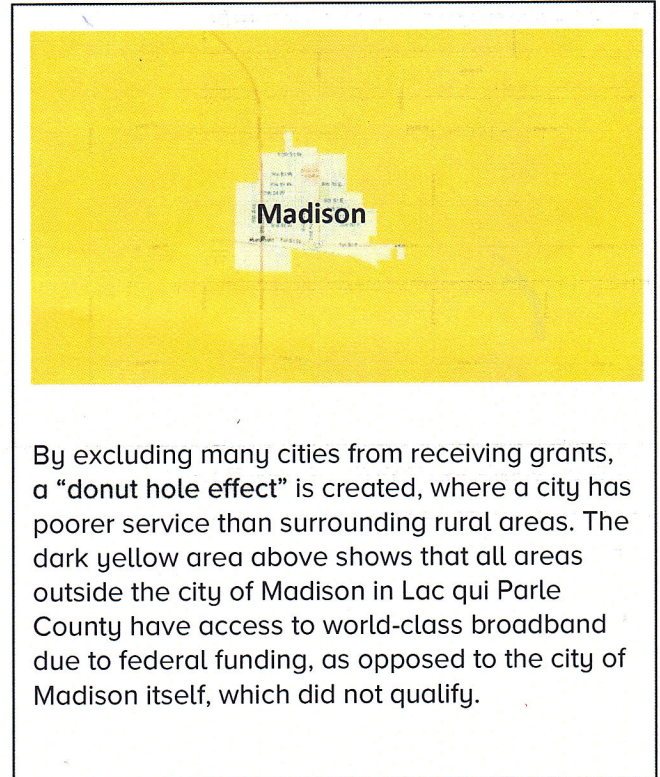 Madison
By excluding many cities from receiving grants,
a “donut hole effect” is created, where a city has
poorer service than surrounding rural areas. The
dark yellow area above shows that all areas
outside the city of Madison in Lac qui Parle
County have access to world-class broadband
due to federal funding, as opposed to the city of
Madison itself, which did not qualify.